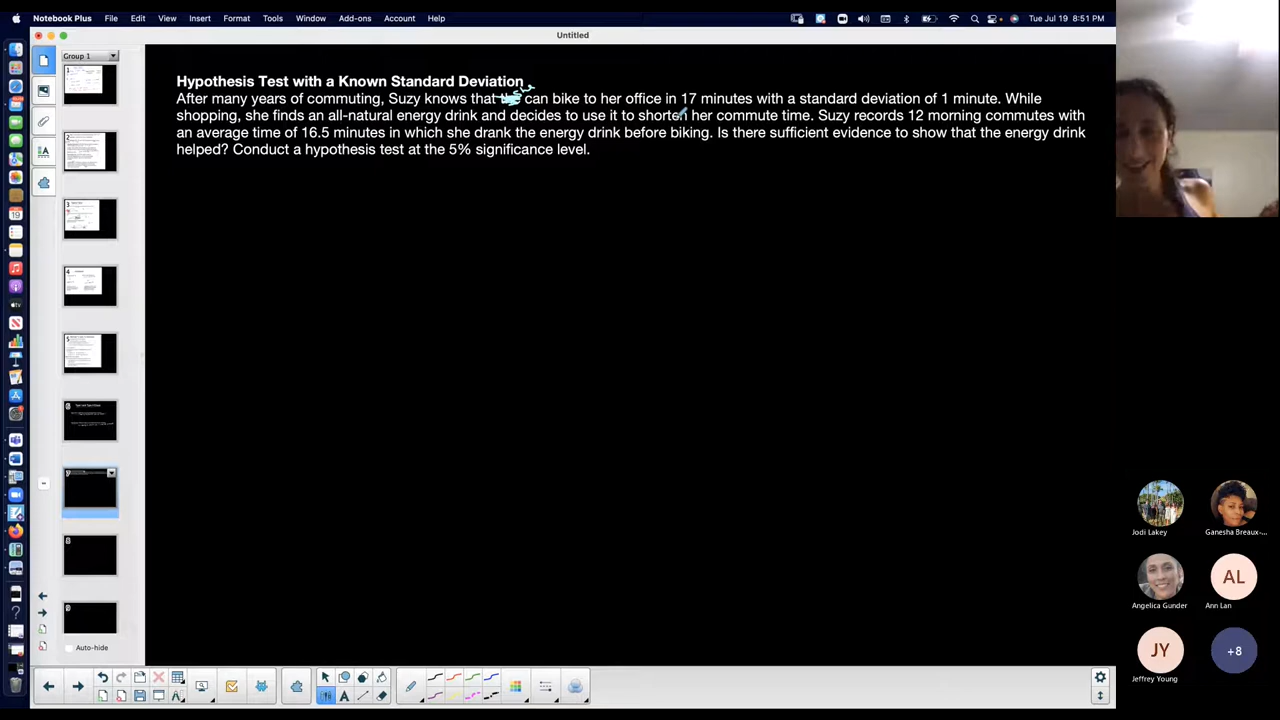 Notebook Plus File Edit View Insert Format Tools Window Add-ons Account Help Tue Jul 19 8:51 PM
Untitled
Group 1
Hypothesis Test with a Known Standard Deviation
After many years of commuting, Suzy knows that can bike to her office in 17 minutes with a standard deviation of 1 minute. While
shopping, she finds an all-natural energy drink and decides to use it to shorten her commute time. Suzy records 12 morning commutes with
an average time of 16.5 minutes in which she drank the energy drink before biking. Is there sufficient evidence to show that the energy drink
helped? Conduct a hypothesis test at the 5% significance level.
Jodi Lakey
Ganesha Breaux-...
Angelica Gunder
AL
Ann Lan
JY
Jeffrey Young
+8
Auto-hide